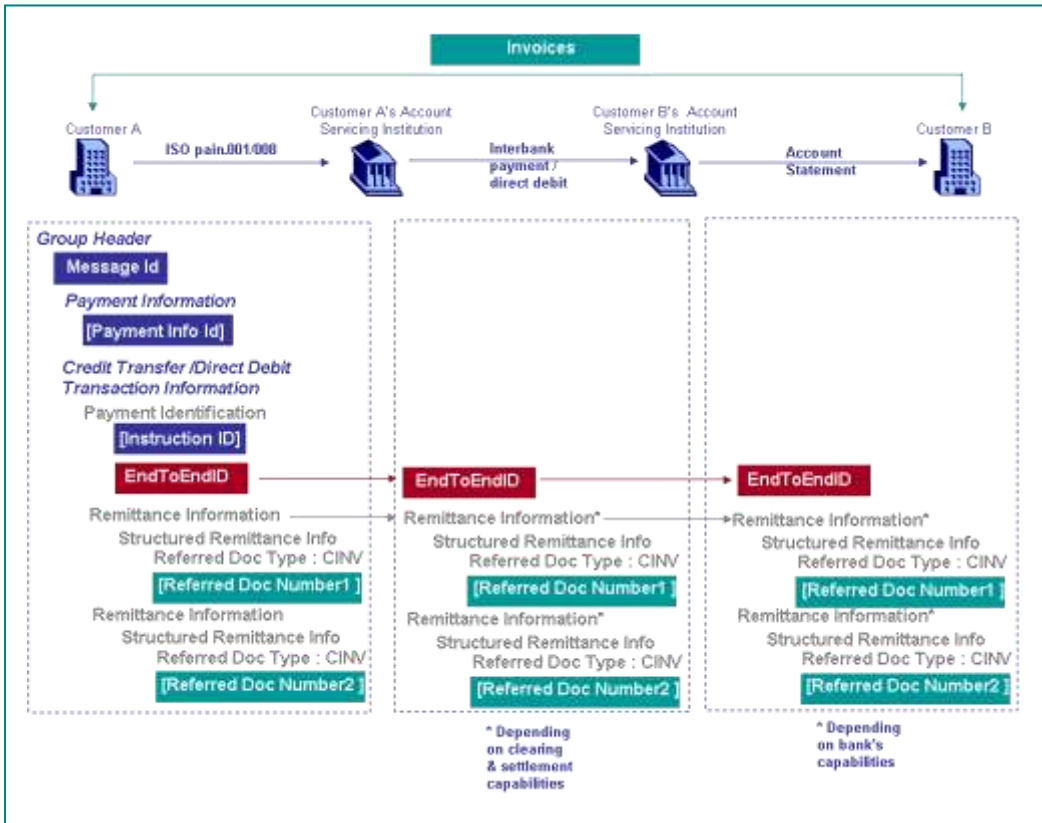 Invoices
Customer A
Customer A's Account
Servicing Institution
Customer B's Account
Servicing Institution
Customer B
ISO pain.001/008
Interbank
payment /
direct debit
Account
Statement
Group Header
Message Id
Payment Information
[Payment Info Id]
Credit Transfer /Direct Debit
Transaction Information
Payment Identification
[Instruction ID]
EndToEndID
Remittance Information
Structured Remittance Info
Referred Doc Type : CINV
[Referred Doc Number1 ]
Remittance Information
Structured Remittance Info
Referred Doc Type : CINV
[Referred Doc Number2 ]
EndToEndID
Remittance Information*
Structured Remittance Info
Referred Doc Type : CINV
[Referred Doc Number1 ]
Remittance Information*
Structured Remittance Info
Referred Doc Type : CINV
[Referred Doc Number2 ]
* Depending
on clearing
& settlement
capabilities
EndToEndID
Remittance Information*
Structured Remittance Info
Referred Doc Type : CINV
[Referred Doc Number1 ]
Remittance Information*
Structured Remittance Info
Referred Doc Type : CINV
[Referred Doc Number2 ]
* Depending
on bank's
capabilities